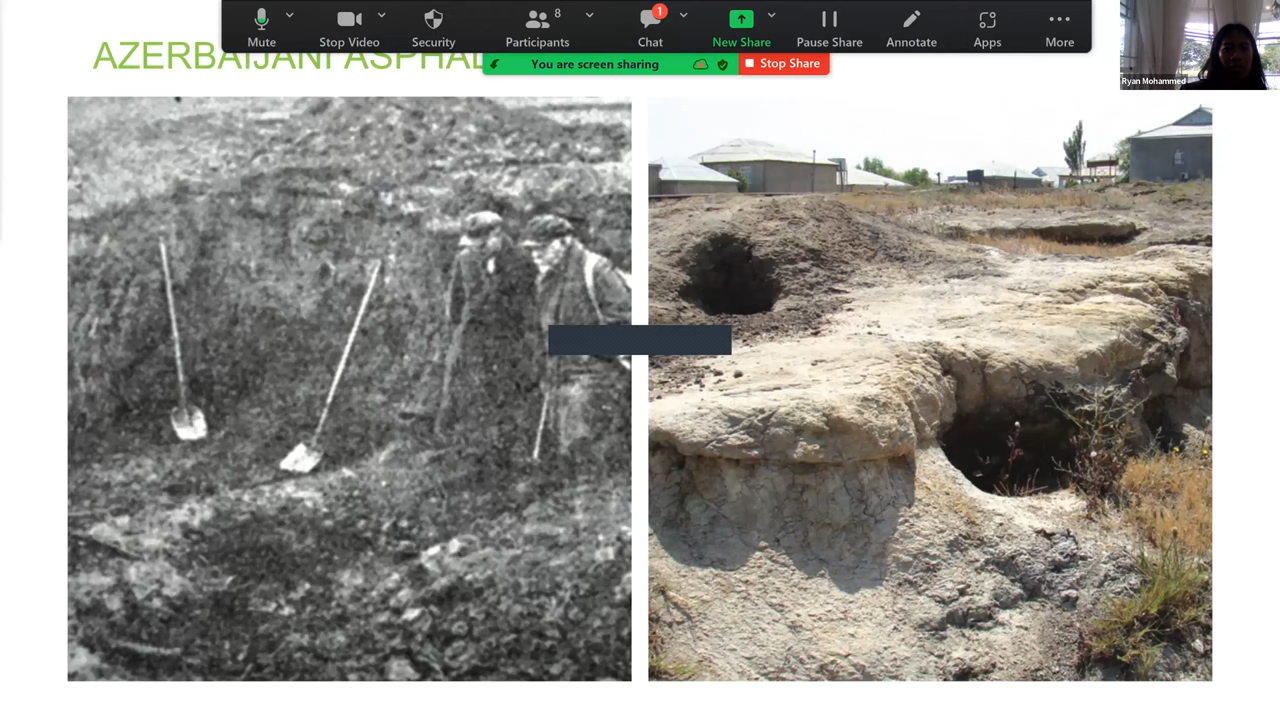 8
1
Mute
Stop Video
Security
Participants
Chat
New Share
Pause Share
Annotate
Apps
More
AZERBAIJANI ASPHAL
You are screen sharing
Stop Share
Ryan Mohammed